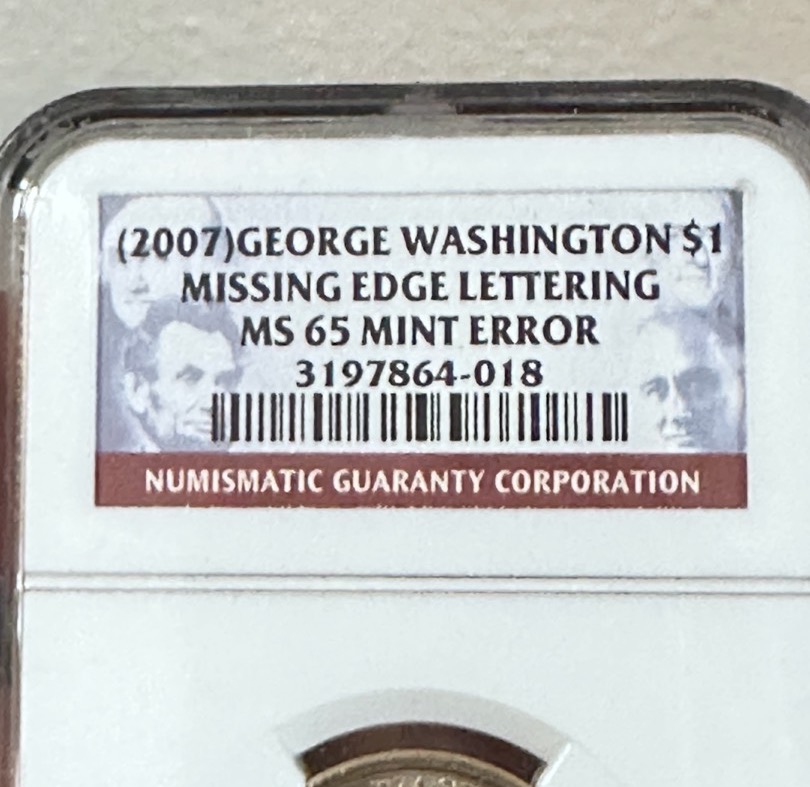 (2007)GEORGE WASHINGTON $1
MISSING EDGE LETTERING
MS 65 MINT ERROR
3197864-018
NUMISMATIC GUARANTY CORPORATION